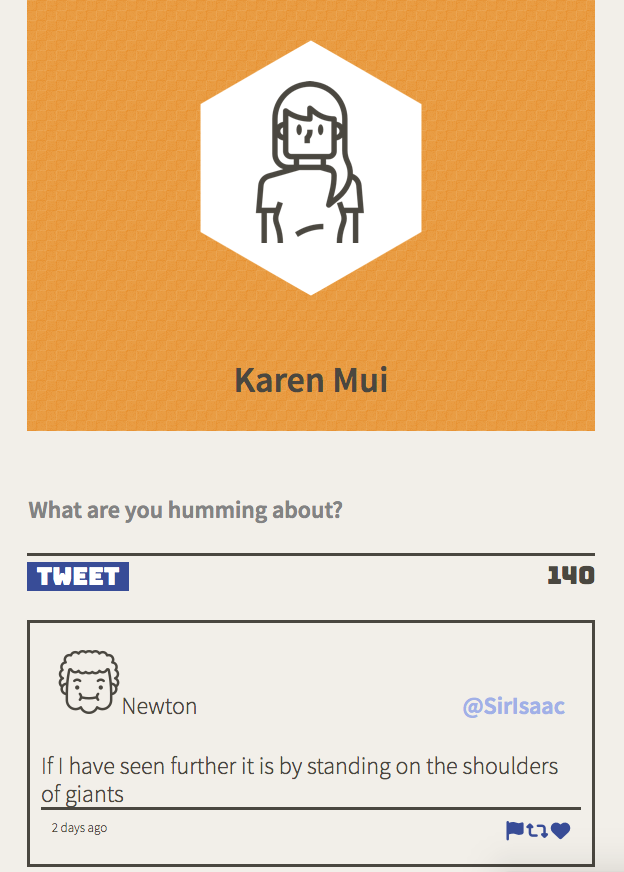 Karen Mui
What are you humming about?
TWEET 140
Newton @SirIsaac
If I have seen further it is by standing on the shoulders
of giants
2 days ago